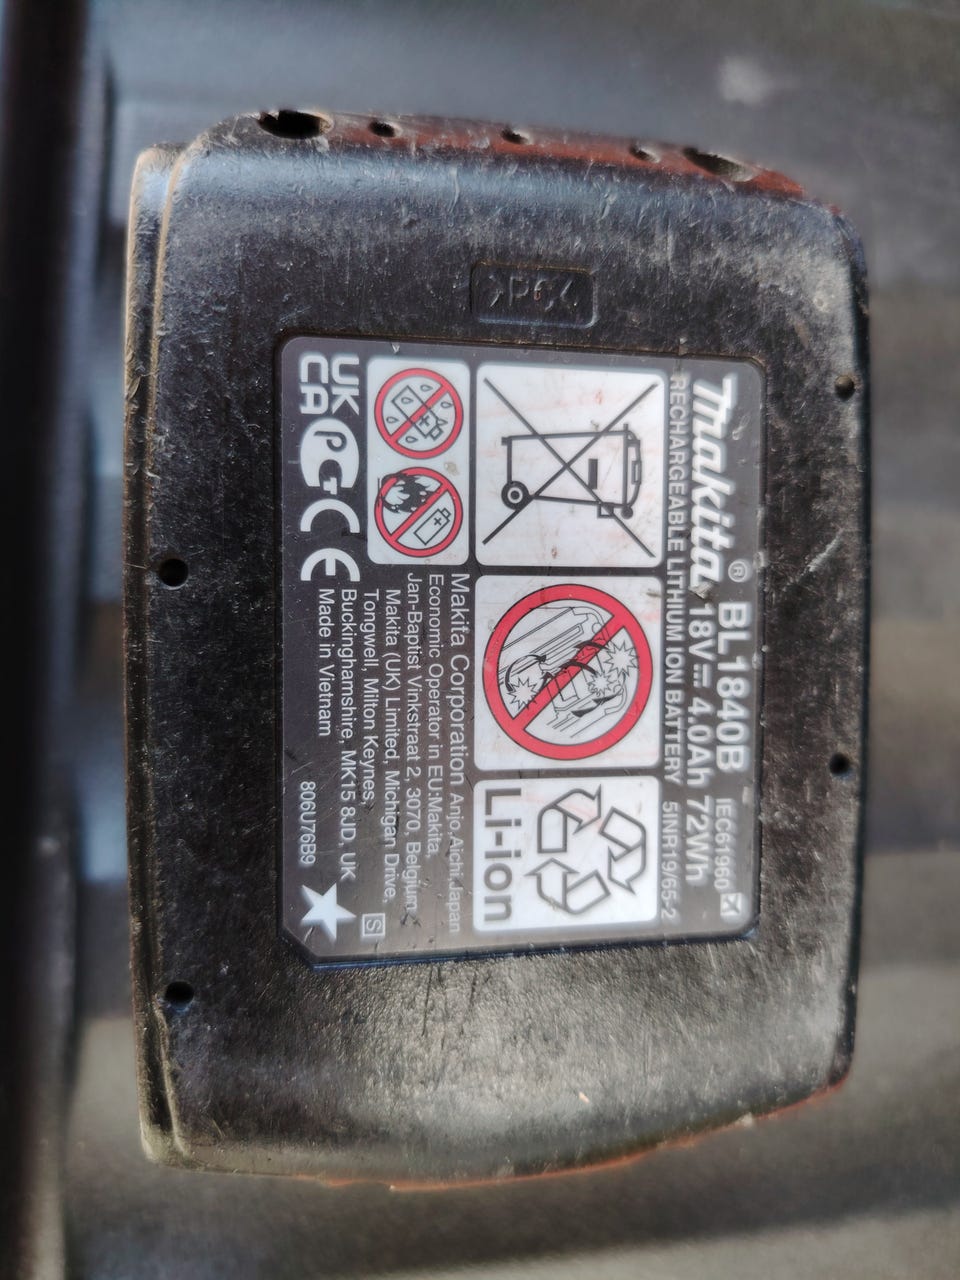 >PC<
makita® BL1840B IEC61960
18V⎓ 4.0Ah 72Wh
RECHARGEABLE LITHIUM ION BATTERY 5INR19/65-2
Li-ion
Makita Corporation Anjo,Aichi,Japan
Economic Operator in EU:Makita,
Jan-Baptist Vinkstraat 2, 3070, Belgium
Makita (UK) Limited, Michigan Drive,
Tongwell, Milton Keynes,
Buckinghamshire, MK15 8JD, UK
Made in Vietnam
UK
CA
CE
806U76B9
S